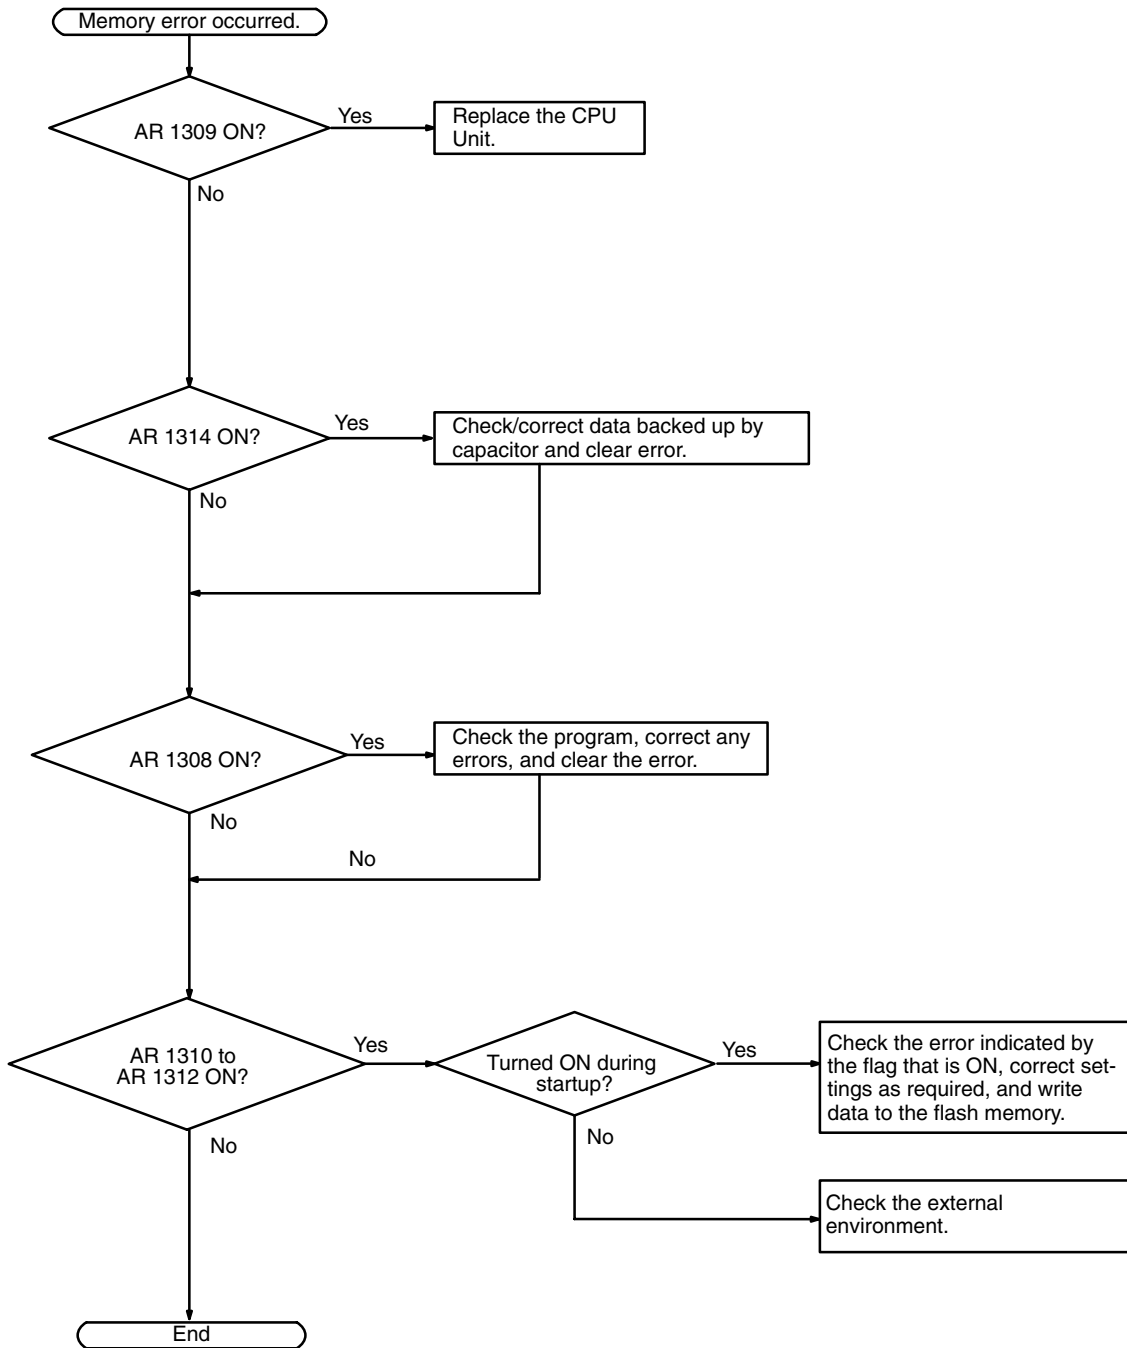 Memory error occurred.
AR 1309 ON?
Yes
Replace the CPU
Unit.
No
AR 1314 ON?
Yes
Check/correct data backed up by
capacitor and clear error.
No
AR 1308 ON?
Yes
Check the program, correct any
errors, and clear the error.
No
No
AR 1310 to
AR 1312 ON?
Yes
Turned ON during
startup?
Yes
Check the error indicated by
the flag that is ON, correct set-
tings as required, and write
data to the flash memory.
No
No
Check the external
environment.
End